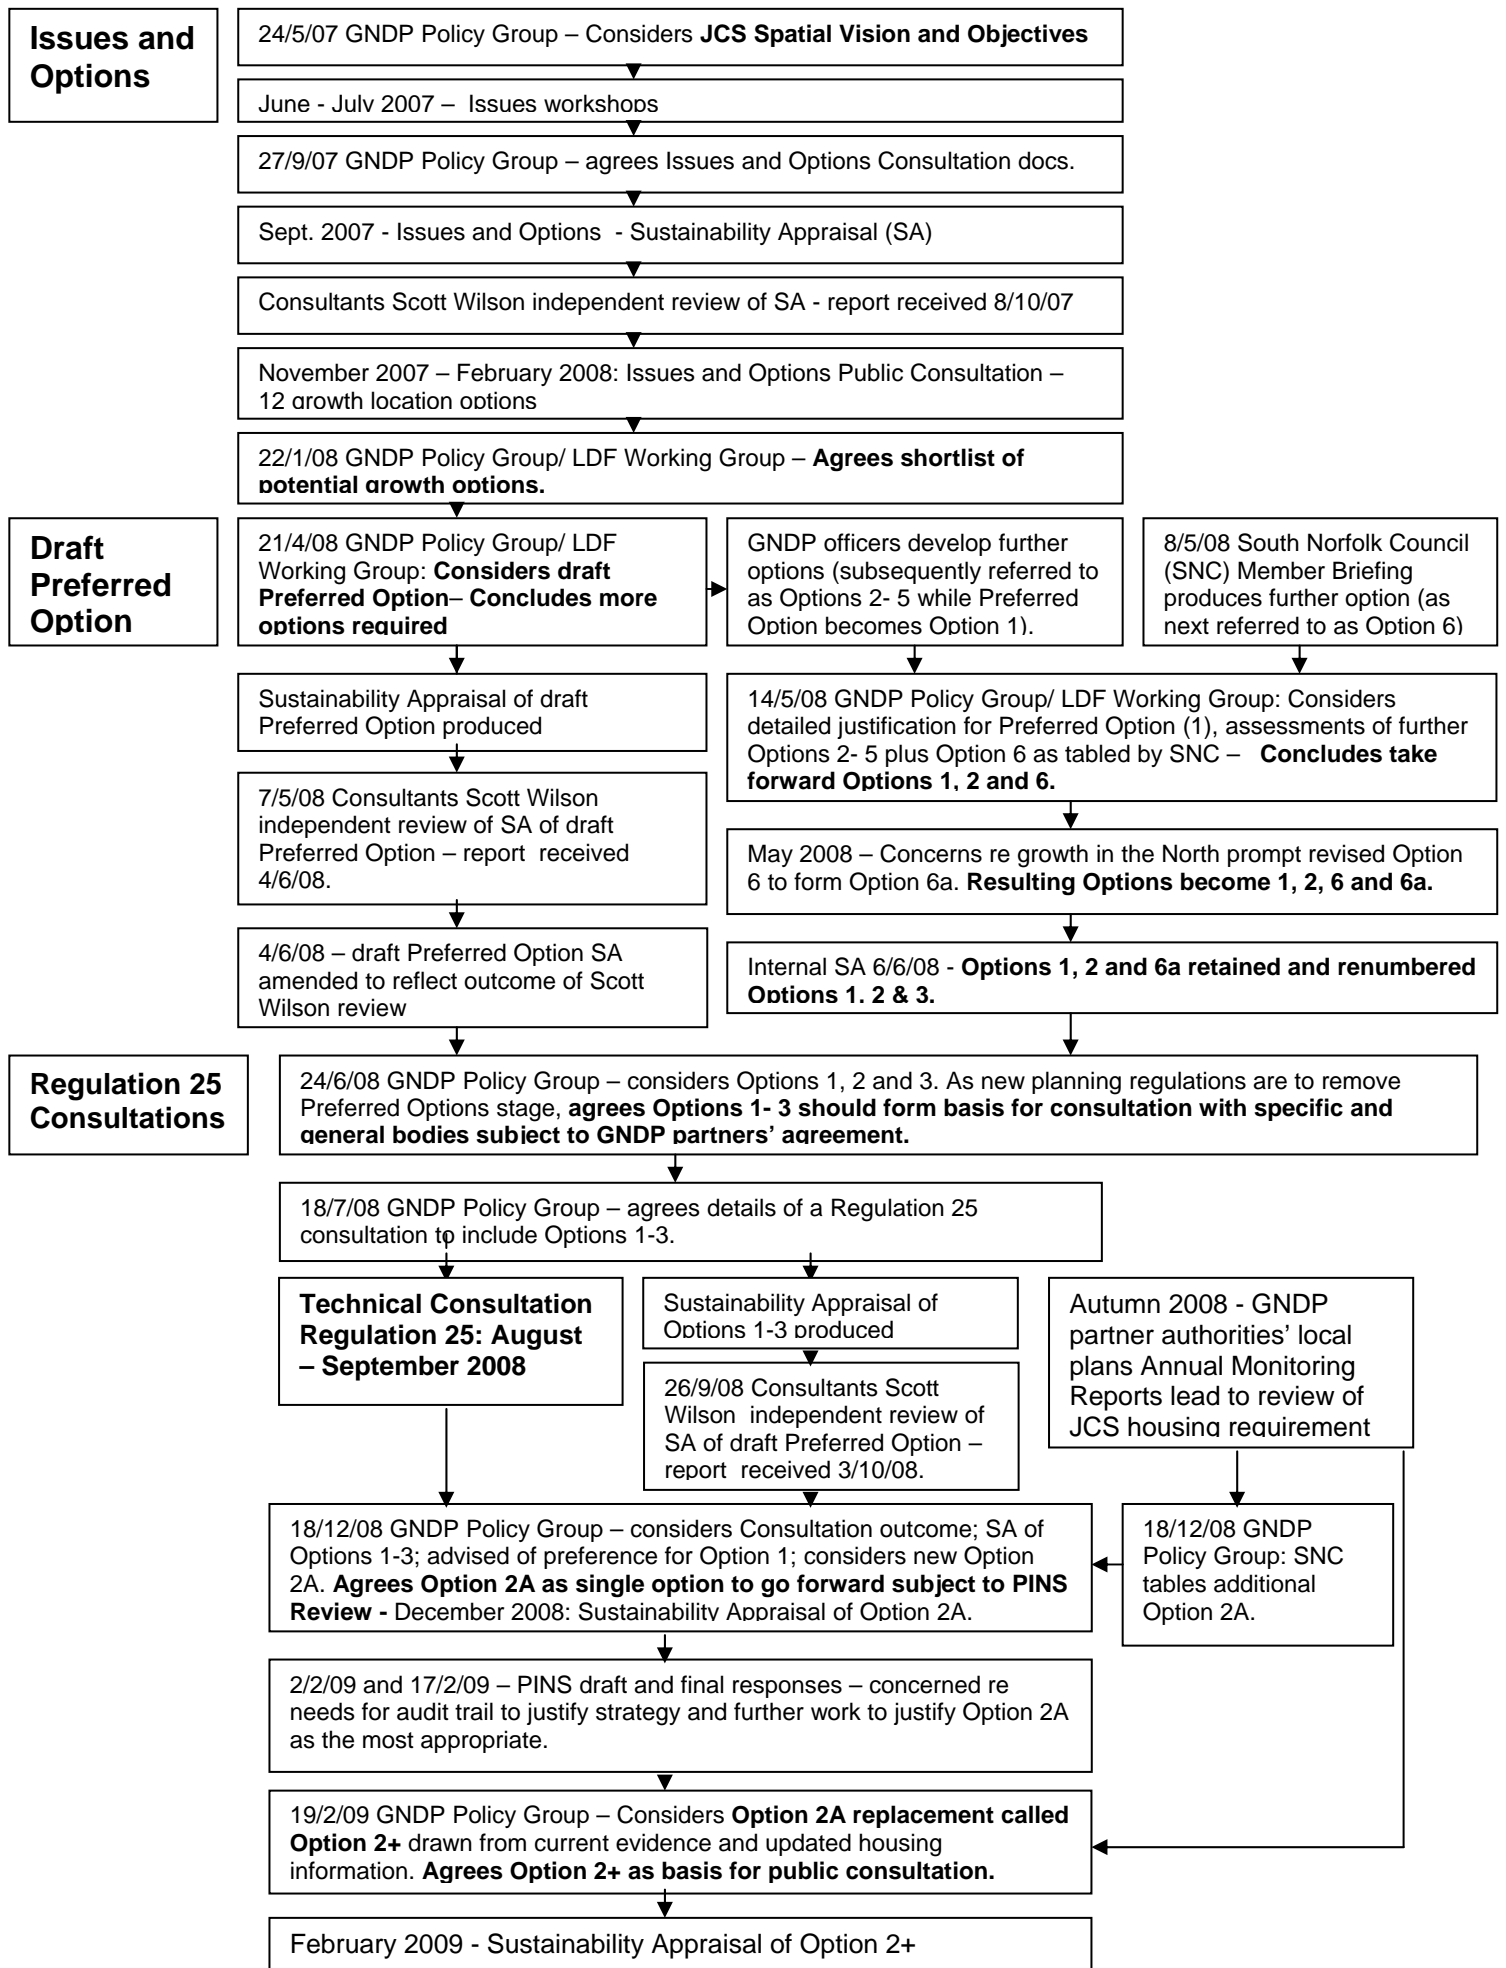 Issues and
Options
24/5/07 GNDP Policy Group – Considers JCS Spatial Vision and Objectives
June - July 2007 – Issues workshops
27/9/07 GNDP Policy Group – agrees Issues and Options Consultation docs.
Sept. 2007 - Issues and Options - Sustainability Appraisal (SA)
Consultants Scott Wilson independent review of SA - report received 8/10/07
November 2007 – February 2008: Issues and Options Public Consultation –
12 growth location options
22/1/08 GNDP Policy Group/ LDF Working Group – Agrees shortlist of
potential growth options.
Draft
Preferred
Option
21/4/08 GNDP Policy Group/ LDF
Working Group: Considers draft
Preferred Option– Concludes more
options required
GNDP officers develop further
options (subsequently referred to
as Options 2- 5 while Preferred
Option becomes Option 1).
8/5/08 South Norfolk Council
(SNC) Member Briefing
produces further option (as
next referred to as Option 6)
Sustainability Appraisal of draft
Preferred Option produced
7/5/08 Consultants Scott Wilson
independent review of SA of draft
Preferred Option – report received
4/6/08.
4/6/08 – draft Preferred Option SA
amended to reflect outcome of Scott
Wilson review
14/5/08 GNDP Policy Group/ LDF Working Group: Considers
detailed justification for Preferred Option (1), assessments of further
Options 2- 5 plus Option 6 as tabled by SNC – Concludes take
forward Options 1, 2 and 6.
May 2008 – Concerns re growth in the North prompt revised Option
6 to form Option 6a. Resulting Options become 1, 2, 6 and 6a.
Internal SA 6/6/08 - Options 1, 2 and 6a retained and renumbered
Options 1, 2 & 3.
Regulation 25
Consultations
24/6/08 GNDP Policy Group – considers Options 1, 2 and 3. As new planning regulations are to remove
Preferred Options stage, agrees Options 1- 3 should form basis for consultation with specific and
general bodies subject to GNDP partners’ agreement.
18/7/08 GNDP Policy Group – agrees details of a Regulation 25
consultation to include Options 1-3.
Technical Consultation
Regulation 25: August
– September 2008
Sustainability Appraisal of
Options 1-3 produced
26/9/08 Consultants Scott
Wilson independent review of
SA of draft Preferred Option –
report received 3/10/08.
Autumn 2008 - GNDP
partner authorities’ local
plans Annual Monitoring
Reports lead to review of
JCS housing requirement
18/12/08 GNDP Policy Group – considers Consultation outcome; SA of
Options 1-3; advised of preference for Option 1; considers new Option
2A. Agrees Option 2A as single option to go forward subject to PINS
Review - December 2008: Sustainability Appraisal of Option 2A.
18/12/08 GNDP
Policy Group: SNC
tables additional
Option 2A.
2/2/09 and 17/2/09 – PINS draft and final responses – concerned re
needs for audit trail to justify strategy and further work to justify Option 2A
as the most appropriate.
19/2/09 GNDP Policy Group – Considers Option 2A replacement called
Option 2+ drawn from current evidence and updated housing
information. Agrees Option 2+ as basis for public consultation.
February 2009 - Sustainability Appraisal of Option 2+